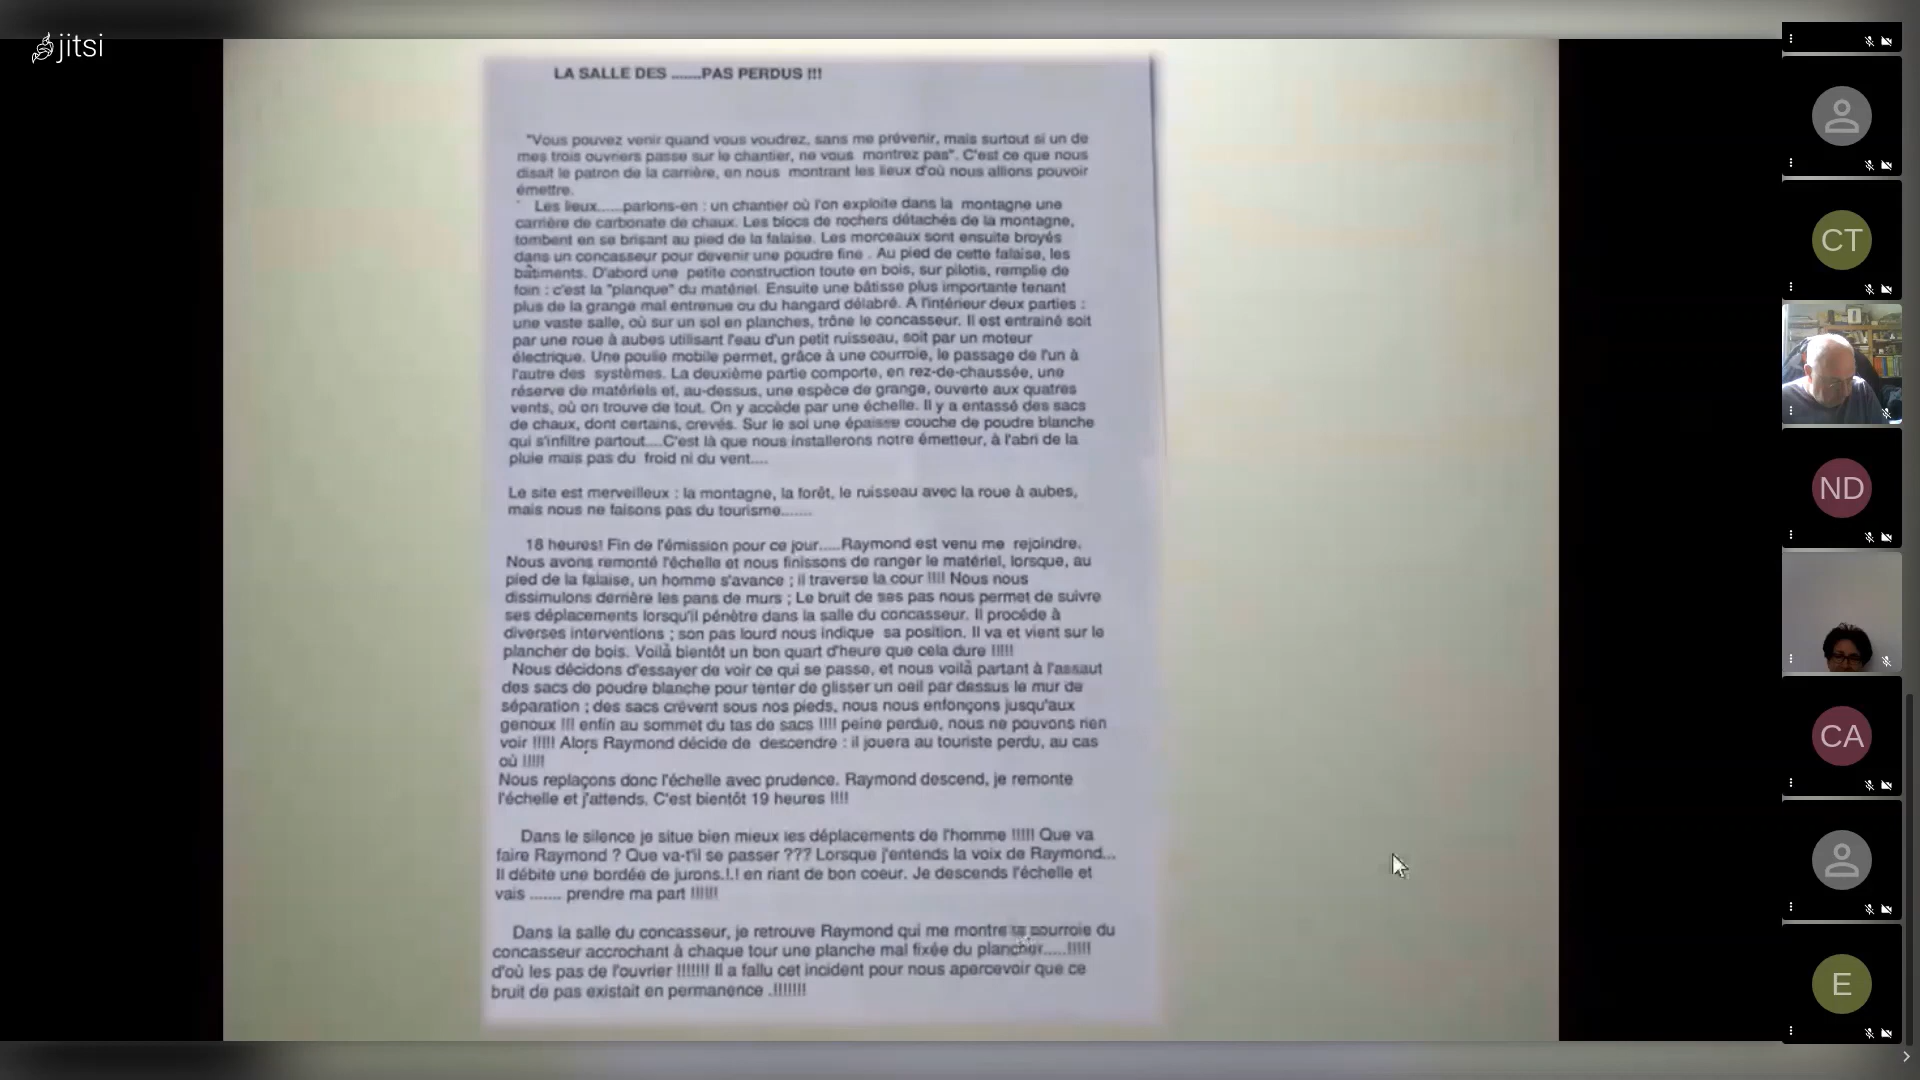 jitsi
LA SALLE DES .......PAS PERDUS !!!
"Vous pouvez venir quand vous voudrez, sans me prévenir, mais surtout si un de
mes trois ouvriers passe sur le chantier, ne vous montrez pas". C'est ce que nous
disait le patron de la carrière, en nous montrant les lieux d'où nous allions pouvoir
émettre.
Les lieux......parlons-en : un chantier où l'on exploite dans la montagne une
carrière de carbonate de chaux. Les blocs de rochers détachés de la montagne,
tombent en se brisant au pied de la falaise. Les morceaux sont ensuite broyés
dans un concasseur pour devenir une poudre fine . Au pied de cette falaise, les
bâtiments. D'abord une petite construction toute en bois, sur pilotis, remplie de
foin : c'est la "planque" du matériel. Ensuite une bâtisse plus importante tenant
plus de la grange mal entrenue ou du hangard délabré. A l'intérieur deux parties :
une vaste salle, où sur un sol en planches, trône le concasseur. Il est entrainé soit
par une roue à aubes utilisant l'eau d'un petit ruisseau, soit par un moteur
électrique. Une poulie mobile permet, grâce à une courroie, le passage de l'un à
l'autre des systèmes. La deuxième partie comporte, en rez-de-chaussée, une
réserve de matériels et, au-dessus, une espèce de grange, ouverte aux quatres
vents, où on trouve de tout. On y accède par une échelle. Il y a entassé des sacs
de chaux, dont certains, crevés. Sur le sol une épaisse couche de poudre blanche
qui s'infiltre partout....C'est là que nous installerons notre émetteur, à l'abri de la
pluie mais pas du froid ni du vent....
Le site est merveilleux : la montagne, la forêt, le ruisseau avec la roue à aubes,
mais nous ne faisons pas du tourisme.......
18 heures! Fin de l'émission pour ce jour.....Raymond est venu me rejoindre.
Nous avons remonté l'échelle et nous finissons de ranger le matériel, lorsque, au
pied de la falaise, un homme s'avance ; il traverse la cour !!!! Nous nous
dissimulons derrière les pans de murs ; Le bruit de ses pas nous permet de suivre
ses déplacements lorsqu'il pénètre dans la salle du concasseur. Il procède à
diverses interventions ; son pas lourd nous indique sa position. Il va et vient sur le
plancher de bois. Voilà bientôt un bon quart d'heure que cela dure !!!!!
Nous décidons d'essayer de voir ce qui se passe, et nous voilà partant à l'assaut
des sacs de poudre blanche pour tenter de glisser un oeil par dessus le mur de
séparation ; des sacs crèvent sous nos pieds, nous nous enfonçons jusqu'aux
genoux !!! enfin au sommet du tas de sacs !!!! peine perdue, nous ne pouvons rien
voir !!!!! Alors Raymond décide de descendre : il jouera au touriste perdu, au cas
où !!!!!
Nous replaçons donc l'échelle avec prudence. Raymond descend, je remonte
l'échelle et j'attends. C'est bientôt 19 heures !!!!
Dans le silence je situe bien mieux les déplacements de l'homme !!!!! Que va
faire Raymond ? Que va-t'il se passer ??? Lorsque j'entends la voix de Raymond...
Il débite une bordée de jurons.!.! en riant de bon coeur. Je descends l'échelle et
vais ....... prendre ma part !!!!!!
Dans la salle du concasseur, je retrouve Raymond qui me montre courroie du
concasseur accrochant à chaque tour une planche mal fixée du plancher.....!!!!!
d'où les pas de l'ouvrier !!!!!!! Il a fallu cet incident pour nous apercevoir que ce
bruit de pas existait en permanence .!!!!!!!
CT
ND
CA
E